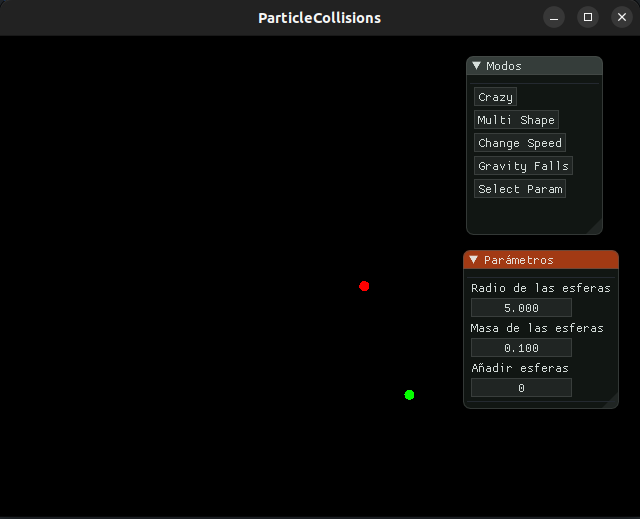 ParticleCollisions
Modos
Crazy
Multi Shape
Change Speed
Gravity Falls
Select Param
Parámetros
Radio de las esferas
5.000
Masa de las esferas
0.100
Añadir esferas
0